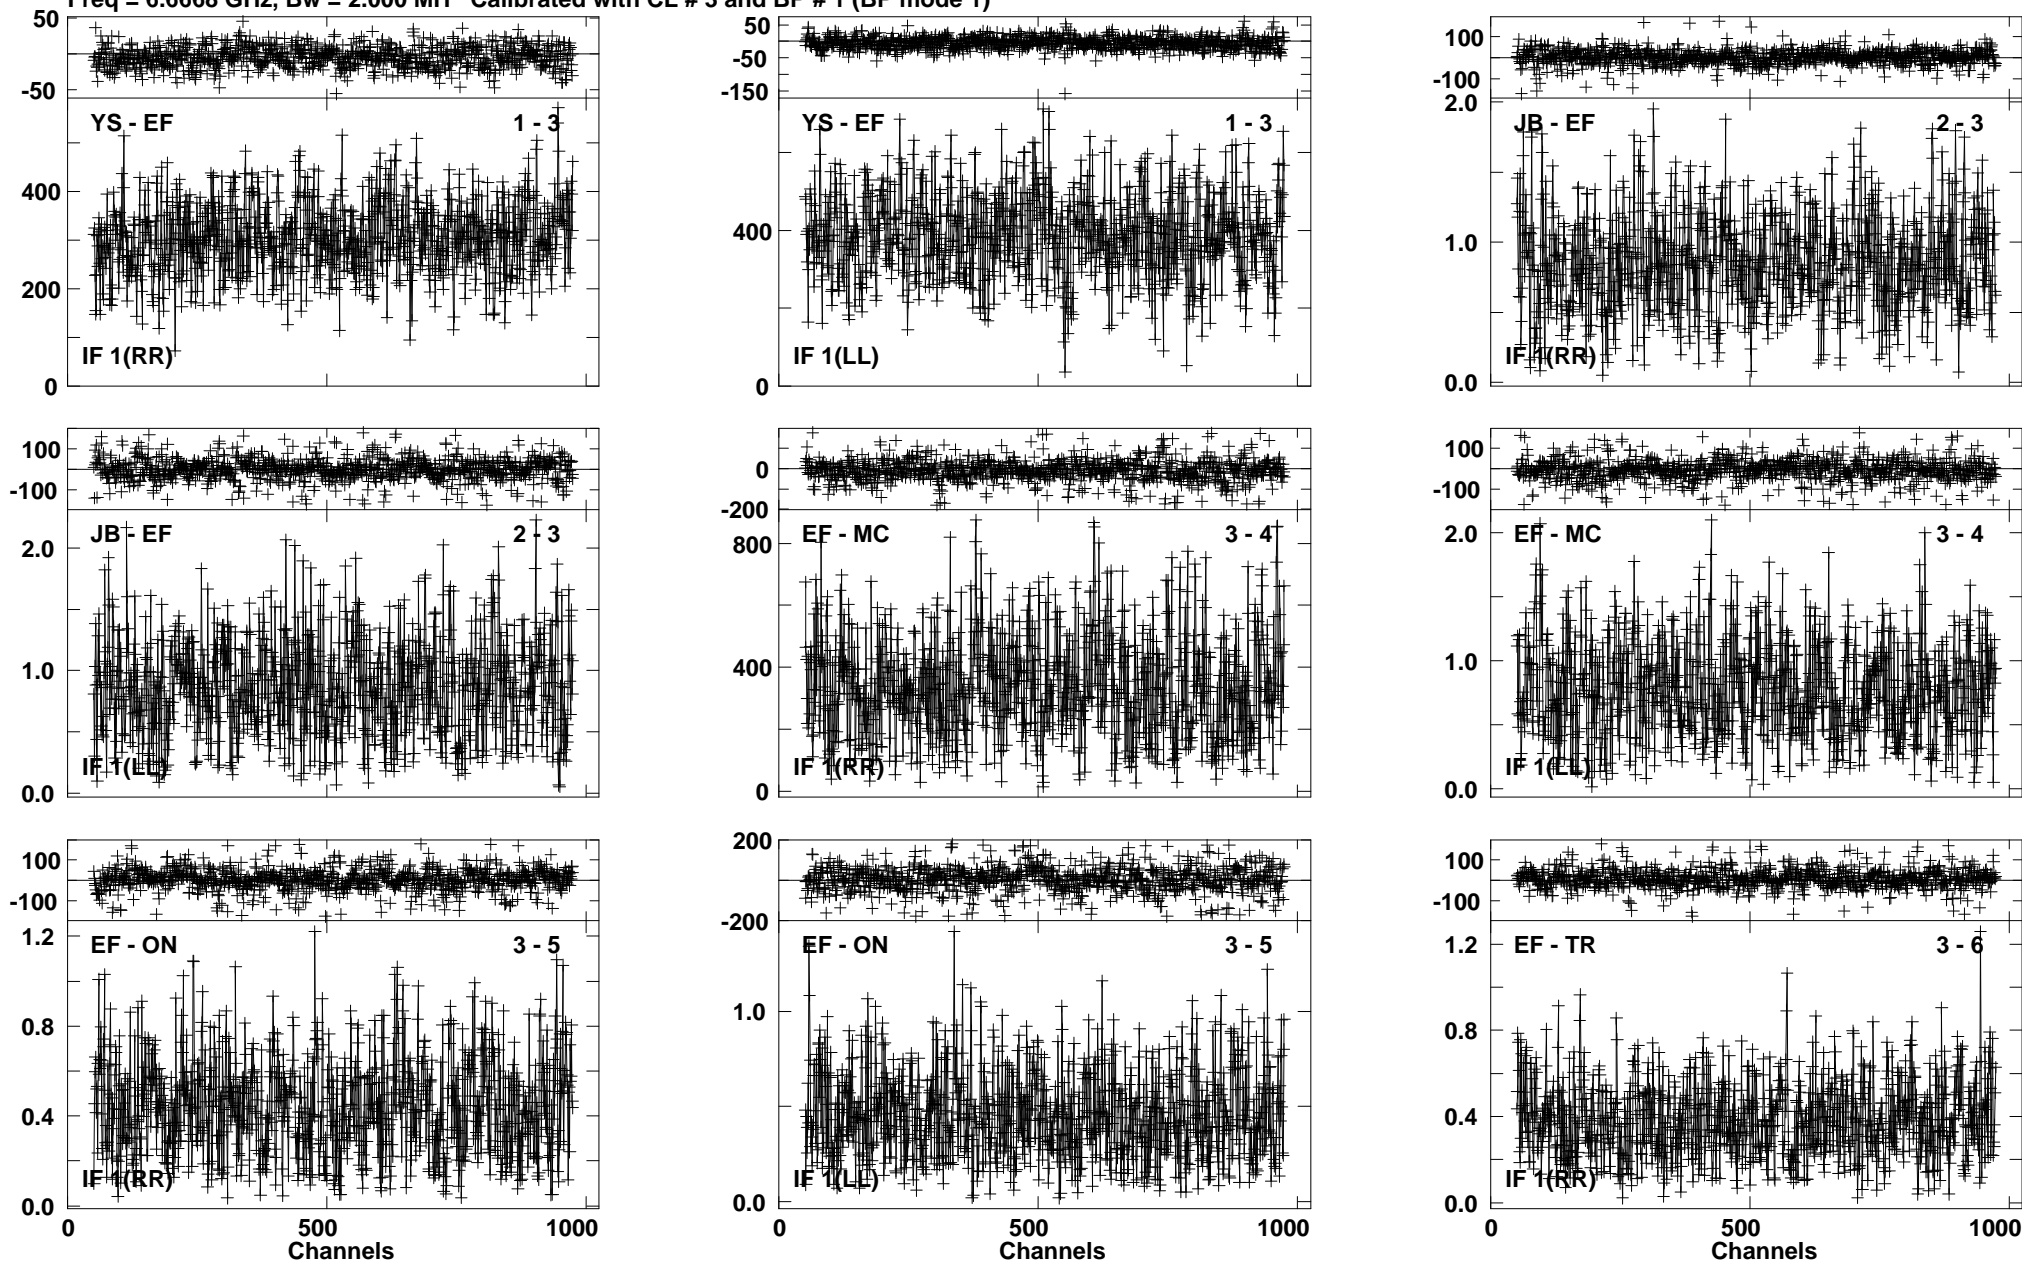 Freq = 6.6668 GHz, Bw = 2.000 MH Calibrated with CL # 3 and BP # 1 (BP mode 1)
50
-50
YS - EF 1 - 3
400
200
0
IF 1(RR)
50
-50
-150
YS - EF 1 - 3
400
0
IF 1(LL)
100
-100
2.0
JB - EF 2 - 3
1.0
0.0
IF 1(RR)
100
-100
JB - EF 2 - 3
2.0
1.0
0.0
IF 1(LL)
100
0
-200
EF - MC 3 - 4
800
400
0
IF 1(RR)
100
-100
EF - MC 3 - 4
2.0
1.0
0.0
IF 1(LL)
100
-100
EF - ON 3 - 5
1.2
0.8
0.4
0.0
IF 1(RR)
0 500 1000
Channels
200
-200
EF - ON 3 - 5
1.0
0.0
IF 1(LL)
0 500 1000
Channels
100
-100
EF - TR 3 - 6
1.2
0.8
0.4
0.0
IF 1(RR)
0 500 1000
Channels